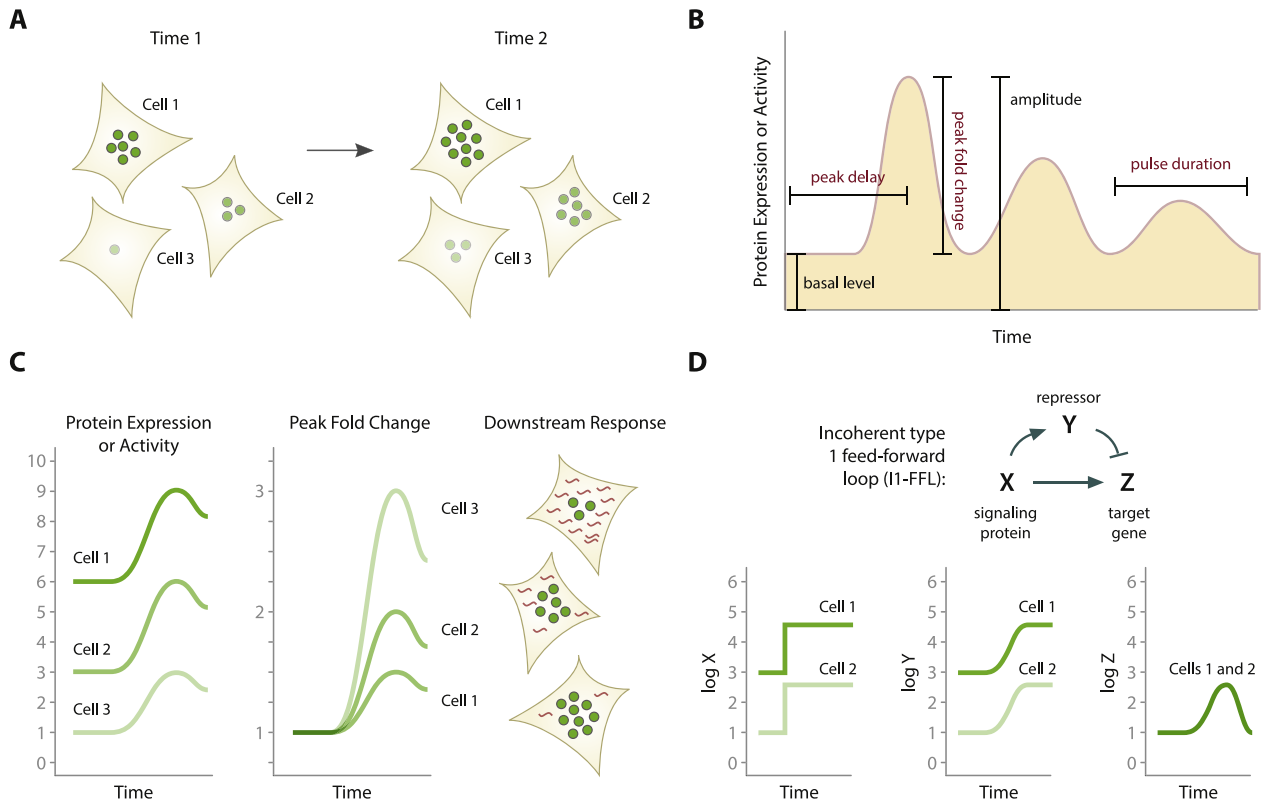 A
Time 1
Time 2
Cell 1
Cell 2
Cell 3
Cell 1
Cell 2
Cell 3
B
Protein Expression or Activity
peak delay
peak fold change
amplitude
pulse duration
basal level
Time
C
Protein Expression
or Activity
10
9
8
7
6
5
4
3
2
1
0
Cell 1
Cell 2
Cell 3
Time
Peak Fold Change
3
2
1
Time
Downstream Response
Cell 3
Cell 2
Cell 1
D
Incoherent type
1 feed-forward
loop (I1-FFL):
repressor
Y
X
Z
signaling
protein
target
gene
log X
6
5
4
3
2
1
0
Cell 1
Cell 2
Time
log Y
6
5
4
3
2
1
0
Cell 1
Cell 2
Time
log Z
6
5
4
3
2
1
0
Cells 1 and 2
Time